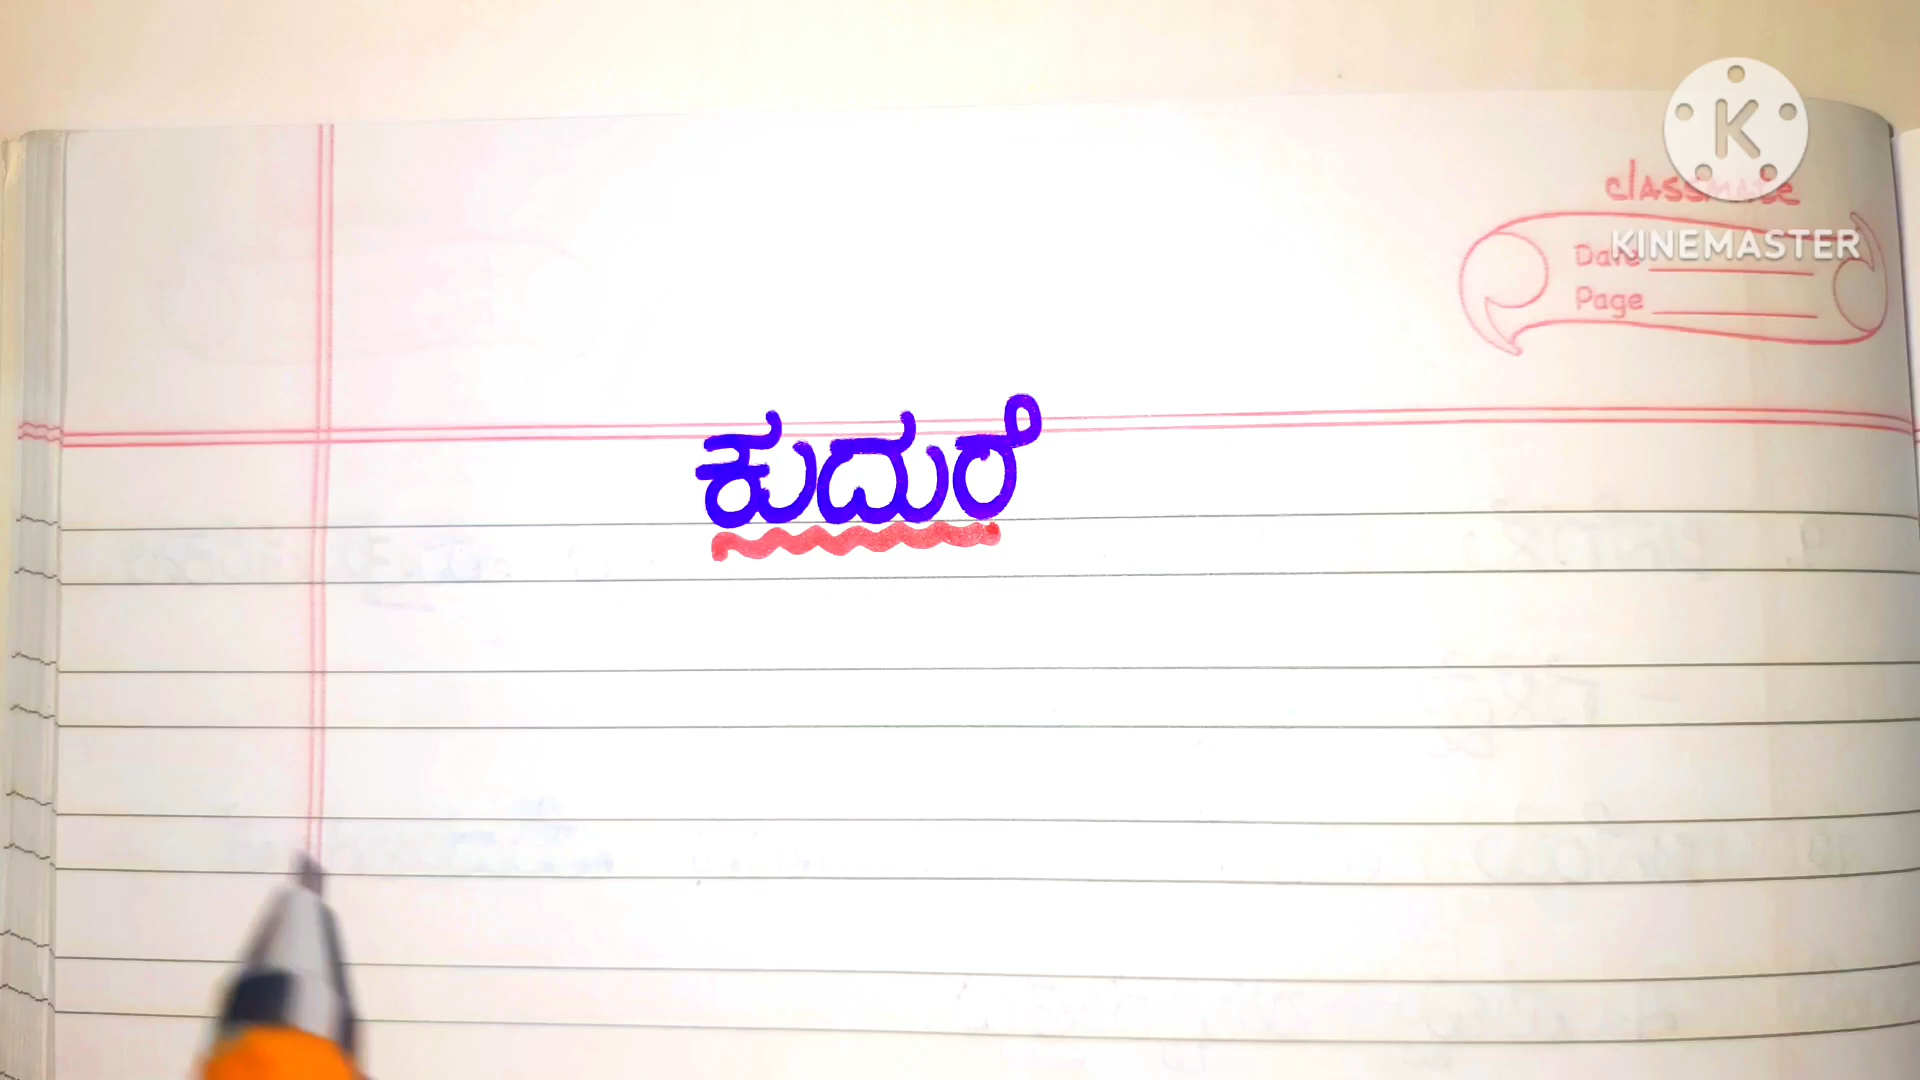 classmate
KINEMASTER
Date
Page
ಕುದುರೆ